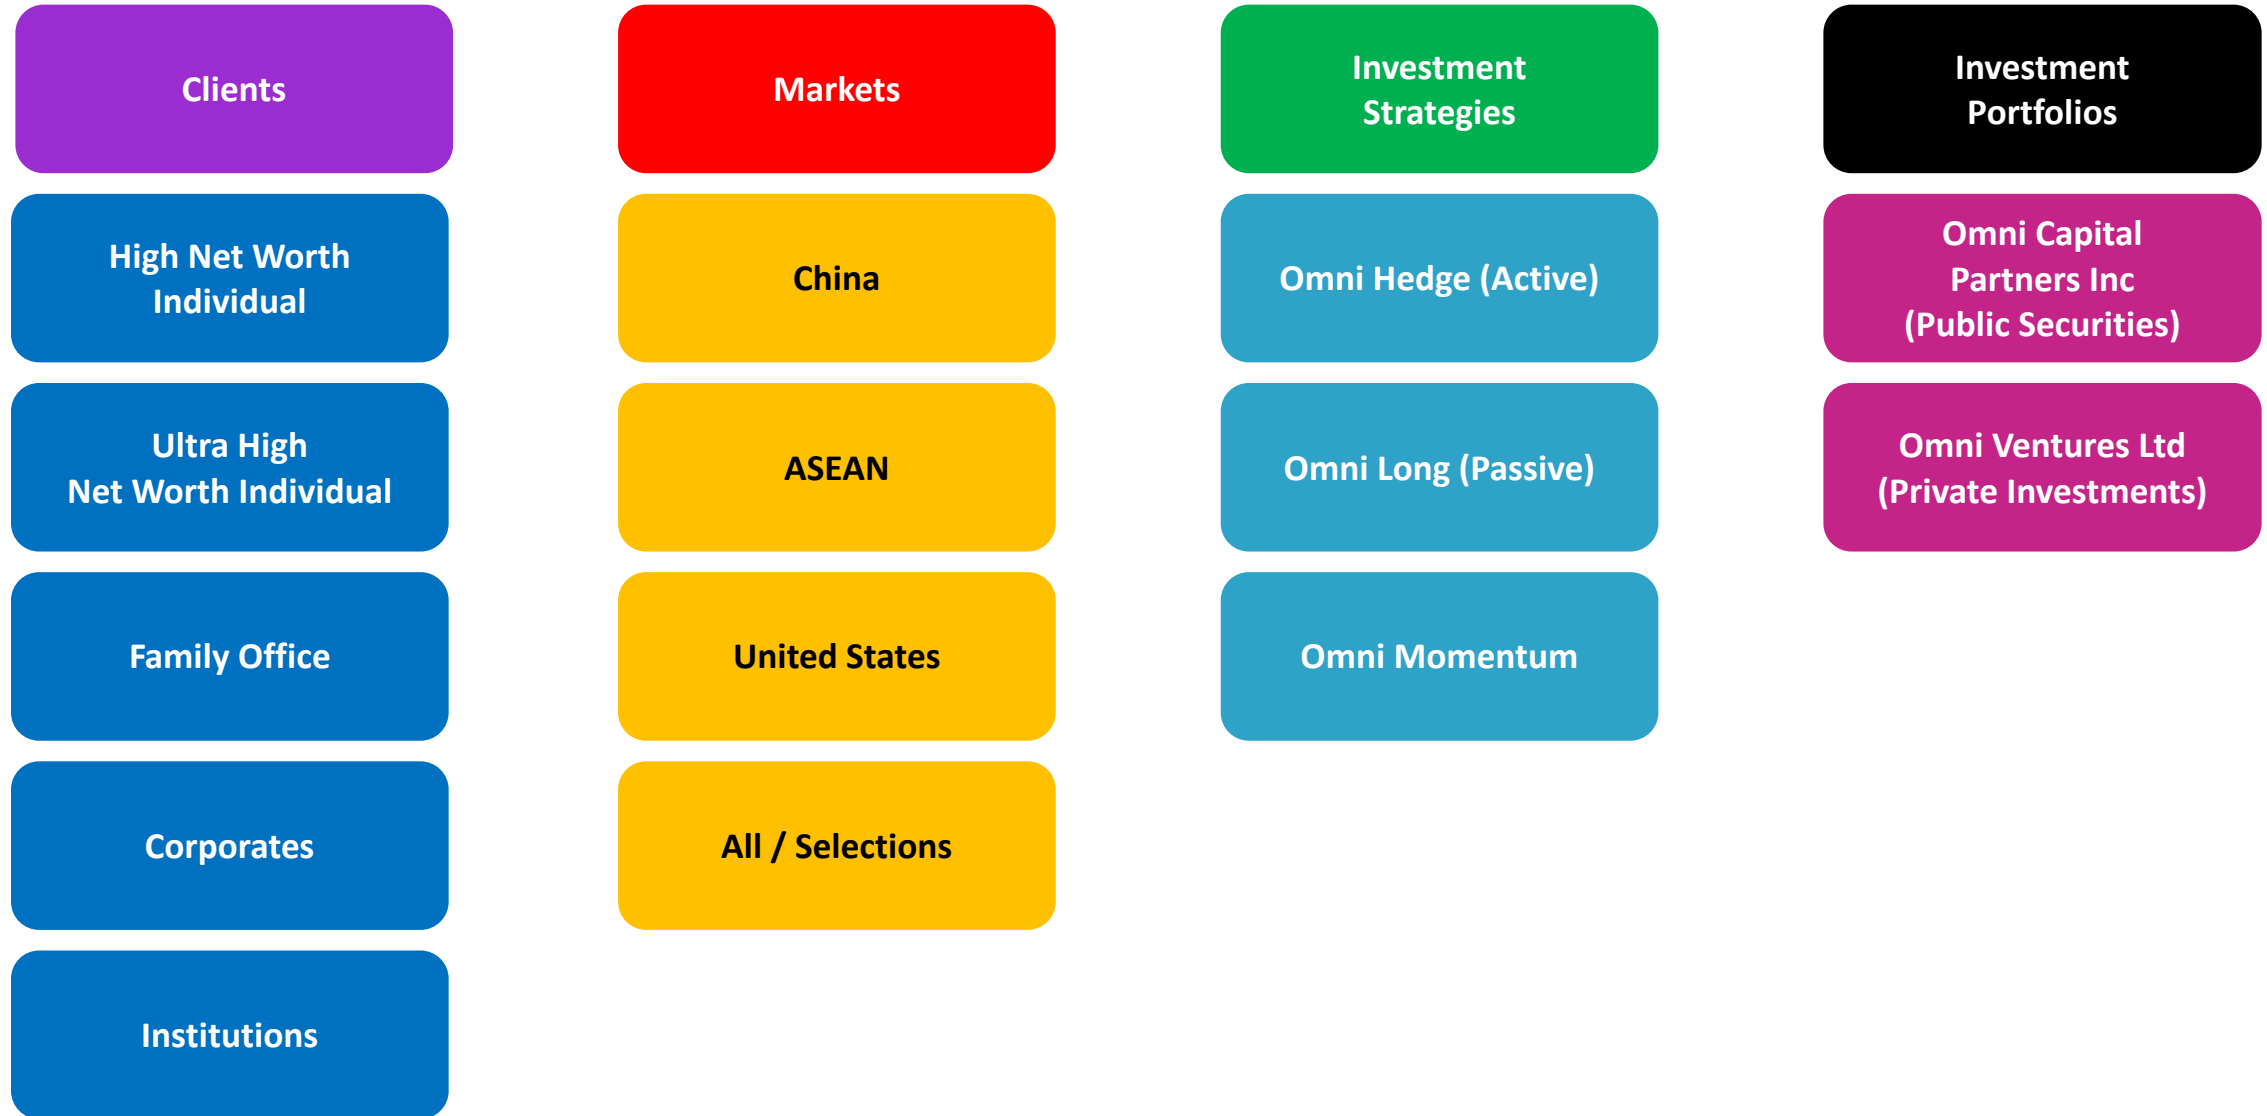 Clients
High Net Worth
Individual
Ultra High
Net Worth Individual
Family Office
Corporates
Institutions
Markets
China
ASEAN
United States
All / Selections
Investment
Strategies
Omni Hedge (Active)
Omni Long (Passive)
Omni Momentum
Investment
Portfolios
Omni Capital
Partners Inc
(Public Securities)
Omni Ventures Ltd
(Private Investments)